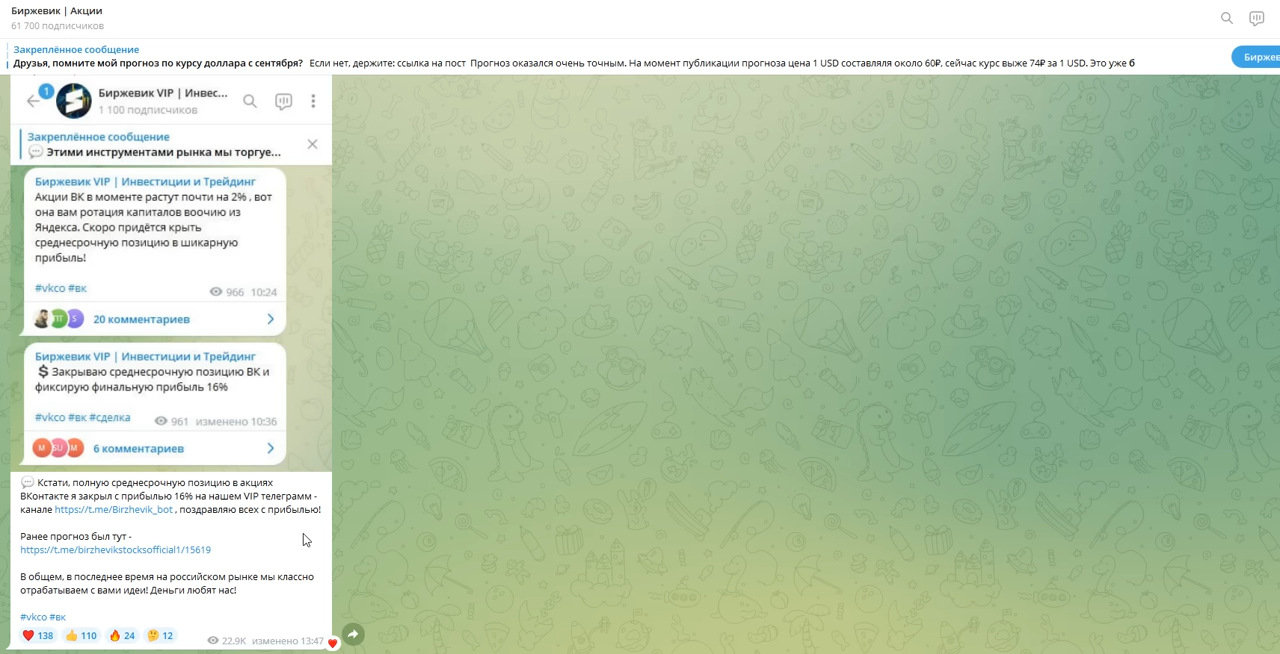 Биржевик | Акции
61 700 подписчиков
Закреплённое сообщение
Друзья, помните мой прогноз по курсу доллара с сентября? Если нет, держите: ссылка на пост Прогноз оказался очень точным. На момент публикации прогноза цена 1 USD составляла около 60₽, сейчас курс выже 74₽ за 1 USD. Это уже б
Биржев
1
Биржевик VIP | Инвес...
1 100 подписчиков
Закреплённое сообщение
💬 Этими инструментами рынка мы торгуе...
Биржевик VIP | Инвестиции и Трейдинг
Акции ВК в моменте растут почти на 2% , вот
она вам ротация капиталов воочию из
Яндекса. Скоро придётся крыть
среднесрочную позицию в шикарную
прибыль!
#vkco #вк 966 10:24
ПТ S 20 комментариев
Биржевик VIP | Инвестиции и Трейдинг
$ Закрываю среднесрочную позицию ВК и
фиксирую финальную прибыль 16%
#vkco #вк #сделка 961 изменено 10:36
M SU M 6 комментариев
💬 Кстати, полную среднесрочную позицию в акциях
ВКонтакте я закрыл с прибылью 16% на нашем VIP телеграмм -
канале https://t.me/Birzhevik_bot , поздравляю всех с прибылью!
Ранее прогноз был тут -
https://t.me/birzhevikstocksofficial1/15619
В общем, в последнее время на российском рынке мы классно
отрабатываем с вами идеи! Деньги любят нас!
#vkco #вк
❤️ 138 👍 110 🔥 24 🤔 12 22.9K изменено 13:47